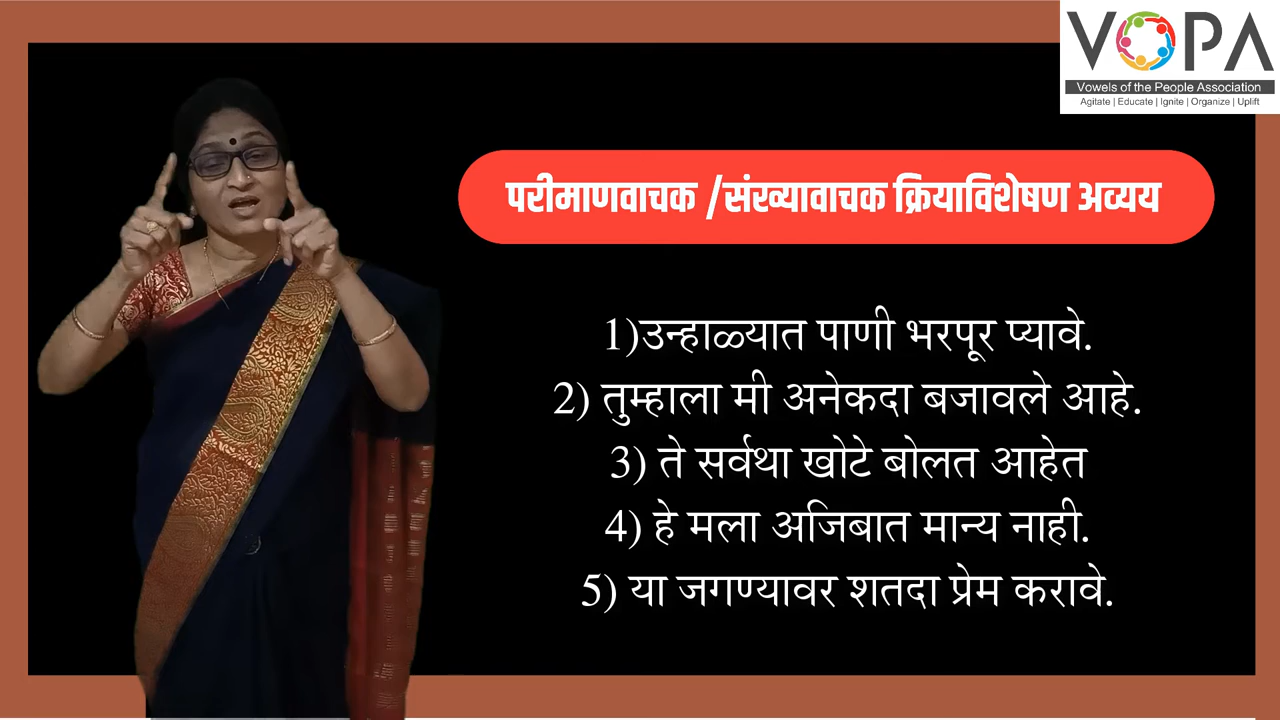 VOPA
Vowels of the People Association
Agitate | Educate | Ignite | Organize | Uplift
परीमाणवाचक /संख्यावाचक क्रियाविशेषण अव्यय
1)उन्हाळ्यात पाणी भरपूर प्यावे.
2) तुम्हाला मी अनेकदा बजावले आहे.
3) ते सर्वथा खोटे बोलत आहेत
4) हे मला अजिबात मान्य नाही.
5) या जगण्यावर शतदा प्रेम करावे.